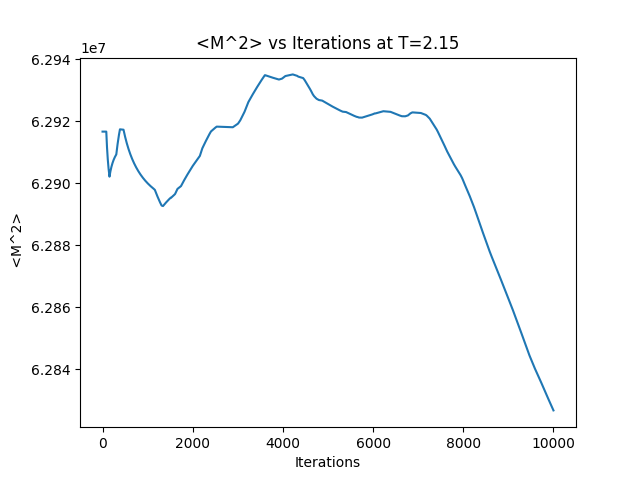 <M^2> vs Iterations at T=2.15
1e7
6.294
6.292
6.290
6.288
6.286
6.284
<M^2>
0 2000 4000 6000 8000 10000
Iterations